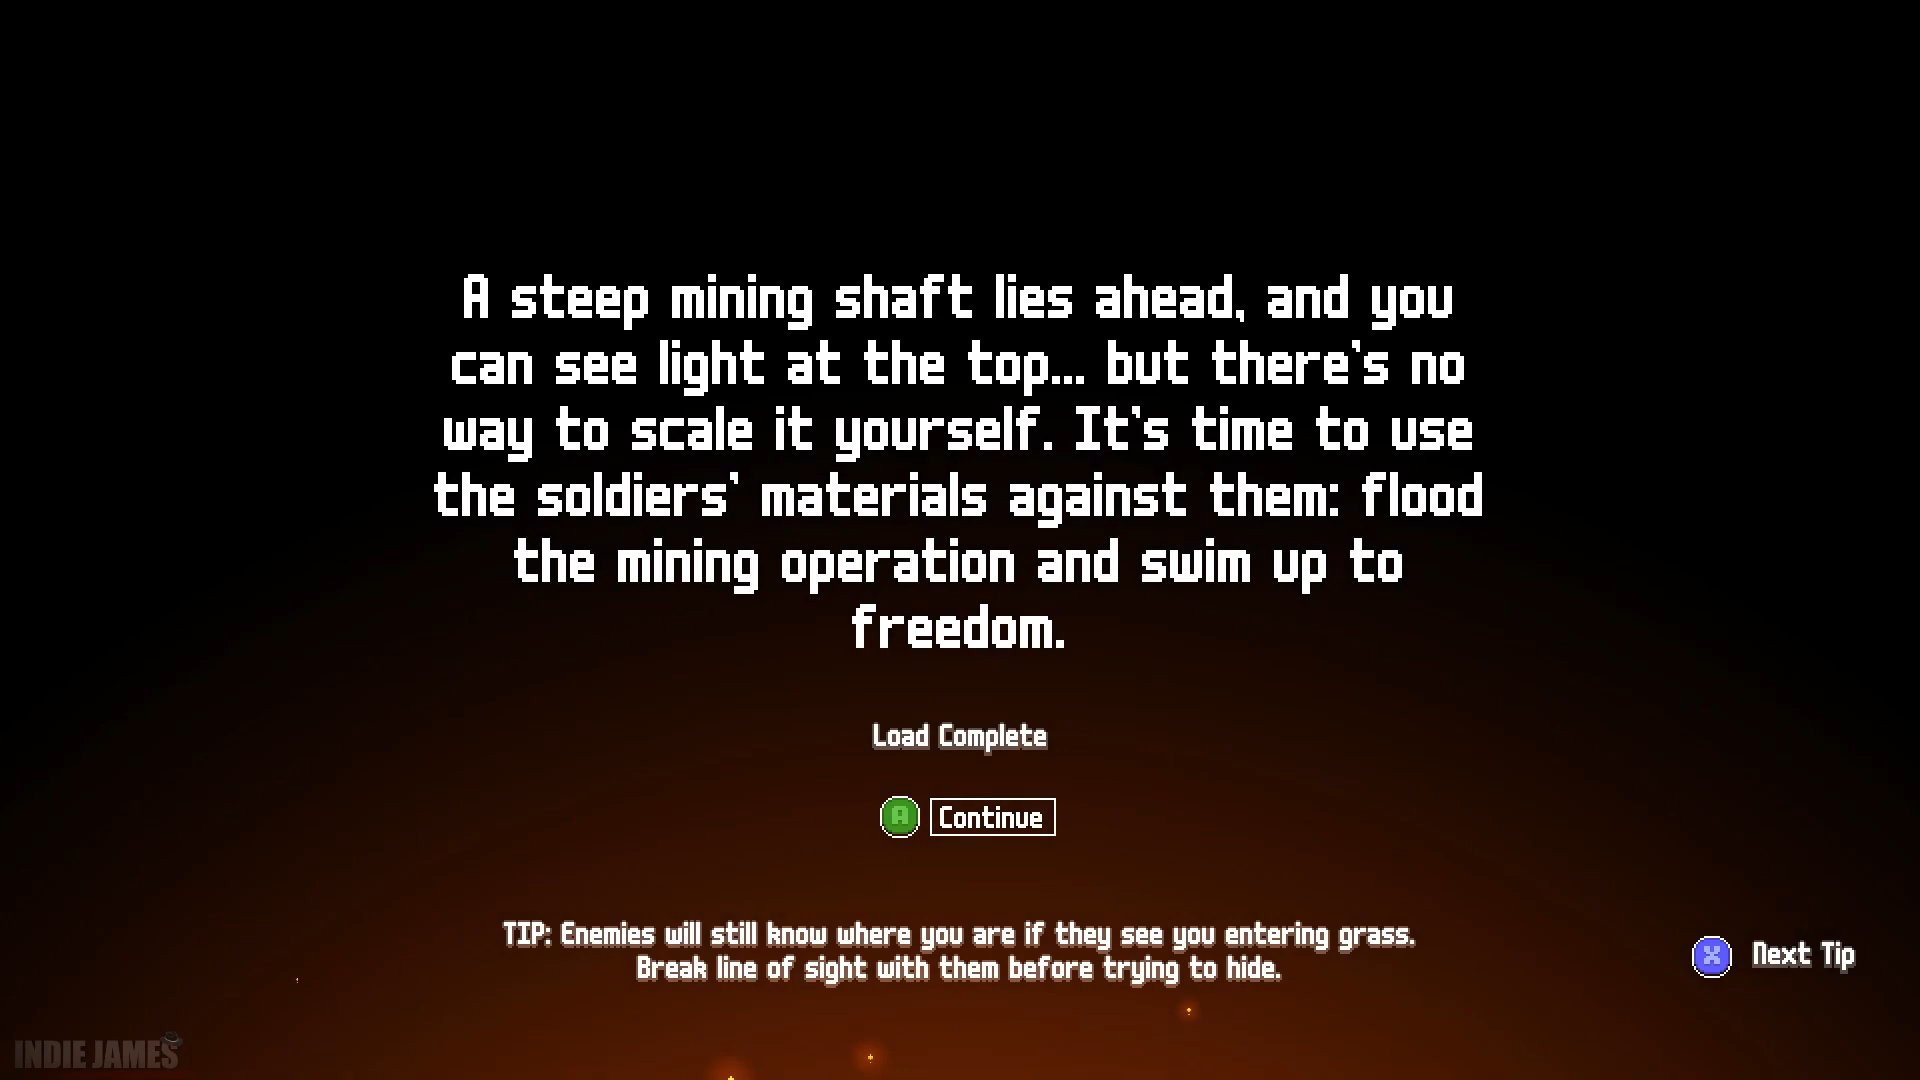 A steep mining shaft lies ahead, and you
can see light at the top... but there's no
way to scale it yourself. It's time to use
the soldiers' materials against them: flood
the mining operation and swim up to
freedom.
Load Complete
A Continue
TIP: Enemies will still know where you are if they see you entering grass.
Break line of sight with them before trying to hide.
X Next Tip
INDIE JAMES